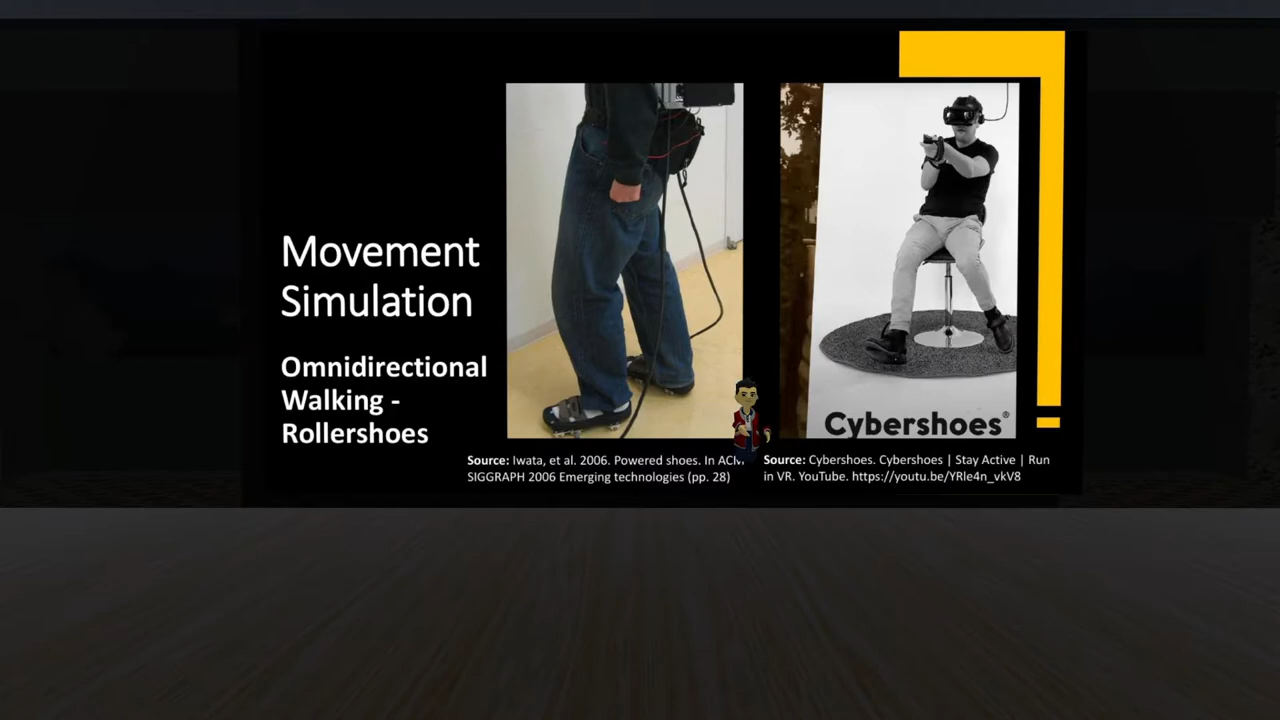 Movement
Simulation
Omnidirectional
Walking -
Rollershoes
Cybershoes®
Source: Iwata, et al. 2006. Powered shoes. In ACM
SIGGRAPH 2006 Emerging technologies (pp. 28)
Source: Cybershoes. Cybershoes | Stay Active | Run
in VR. YouTube. https://youtu.be/YRle4n_vkV8